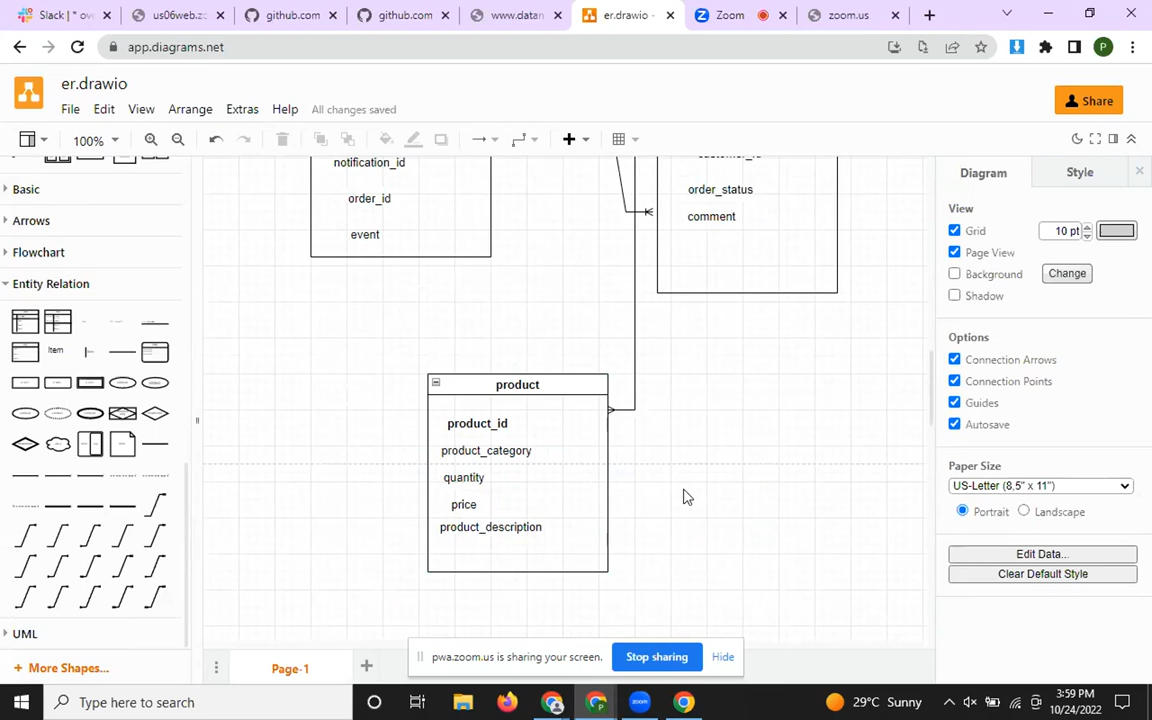 Slack | * ov
us06web.zo
github.com
github.com
www.datan
er.drawio -
Zoom
zoom.us
app.diagrams.net
P
er.drawio
File
Edit
View
Arrange
Extras
Help
All changes saved
Share
100%
Basic
Arrows
Flowchart
Entity Relation
Item
UML
More Shapes...
notification_id
order_id
event
customer_id
order_status
comment
product
product_id
product_category
quantity
price
product_description
Diagram
Style
View
Grid
10 pt
Page View
Background
Change
Shadow
Options
Connection Arrows
Connection Points
Guides
Autosave
Paper Size
US-Letter (8,5" x 11")
Portrait
Landscape
Edit Data...
Clear Default Style
Page-1
pwa.zoom.us is sharing your screen.
Stop sharing
Hide
Type here to search
29°C Sunny
3:59 PM
10/24/2022